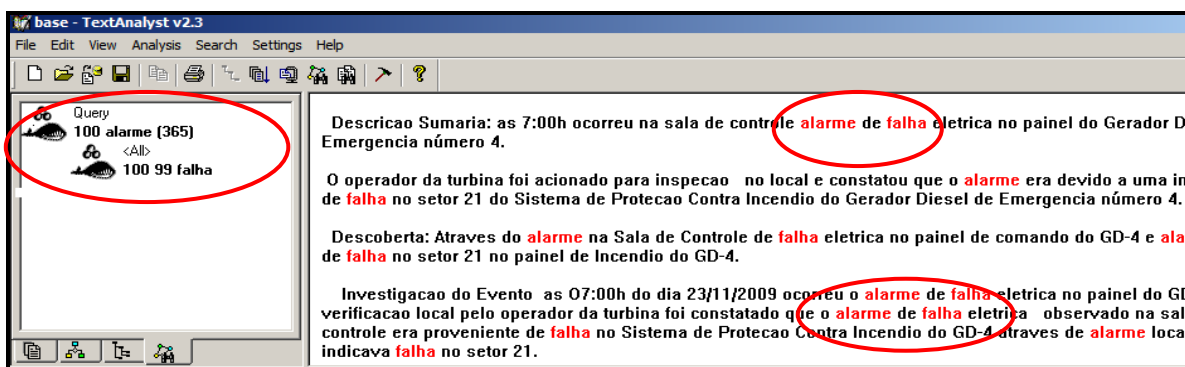 base - TextAnalyst v2.3
File Edit View Analysis Search Settings Help
Query
100 alarme (365)
<All>
100 99 falha
Descricao Sumaria: as 7:00h ocorreu na sala de controle alarme de falha eletrica no painel do Gerador D
Emergencia número 4.
O operador da turbina foi acionado para inspecao no local e constatou que o alarme era devido a uma in
de falha no setor 21 do Sistema de Protecao Contra Incendio do Gerador Diesel de Emergencia número 4.
Descoberta: Atraves do alarme na Sala de Controle de falha eletrica no painel de comando do GD-4 e ala
de falha no setor 21 no painel de Incendio do GD-4.
Investigacao do Evento as 07:00h do dia 23/11/2009 ocorreu o alarme de falha eletrica no painel do GD
verificacao local pelo operador da turbina foi constatado que o alarme de falha eletrica observado na sal
controle era proveniente de falha no Sistema de Protecao Contra Incendio do GD-4 atraves de alarme loca
indicava falha no setor 21.